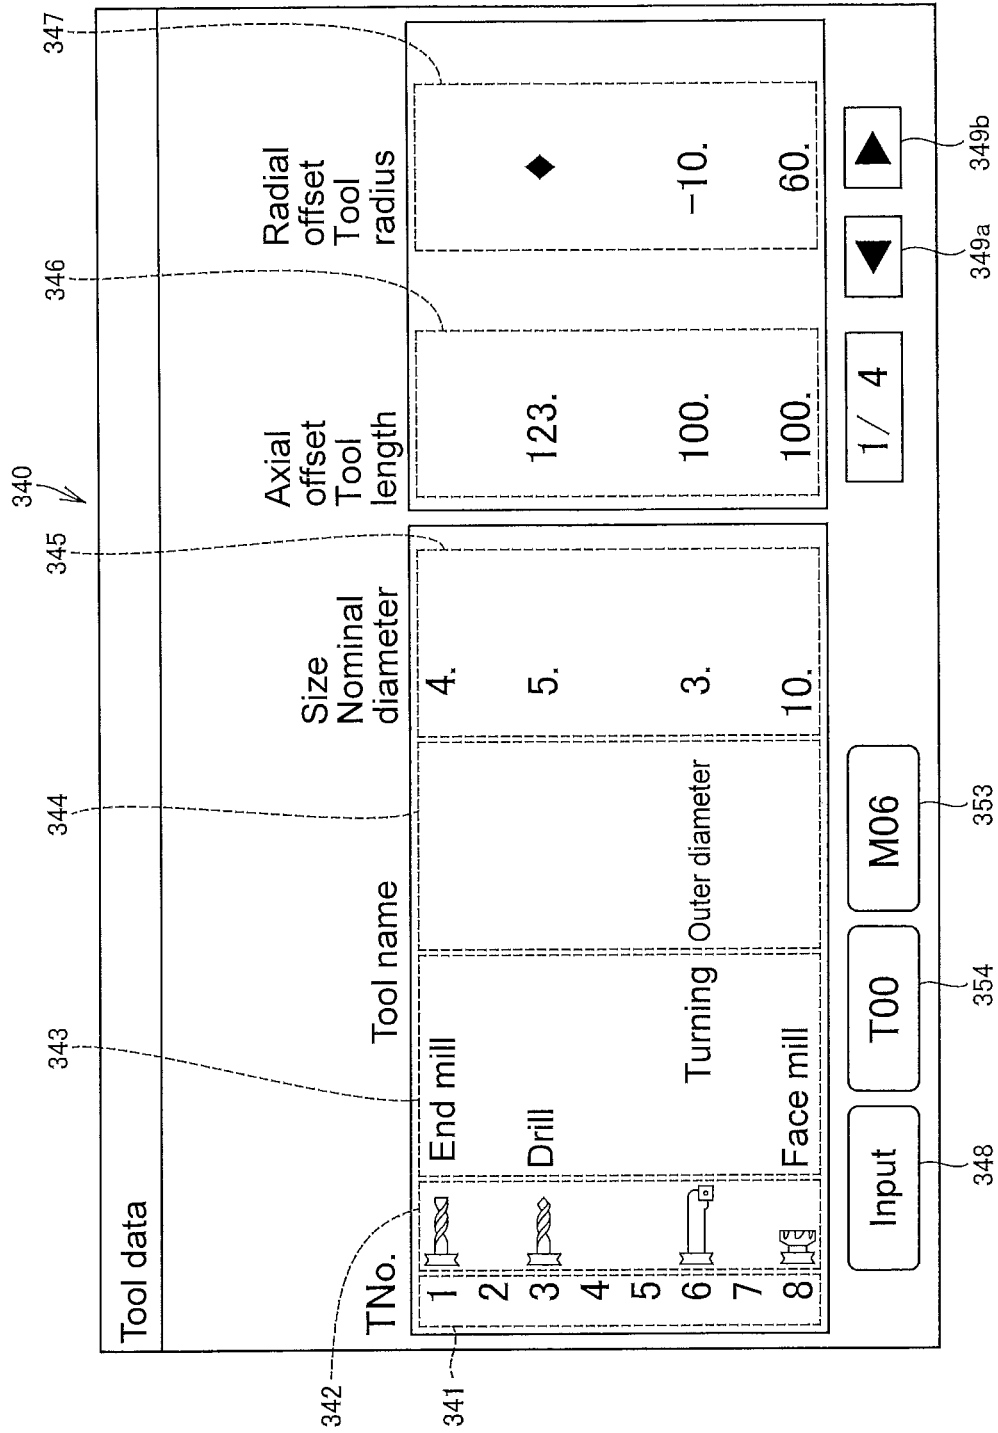 340
342
343
344
345
346
347
341
Tool data
TNo.
Tool name
Size
Nominal
diameter
Axial
offset
Tool
length
Radial
offset
Tool
radius
1 End mill 4.
2
3 Drill 5. 123. ◆
4
5
6 Turning Outer diameter 3. 100. −10.
7
8 Face mill 10. 100. 60.
Input
T00
M06
1/ 4
348
354
353
349a
349b